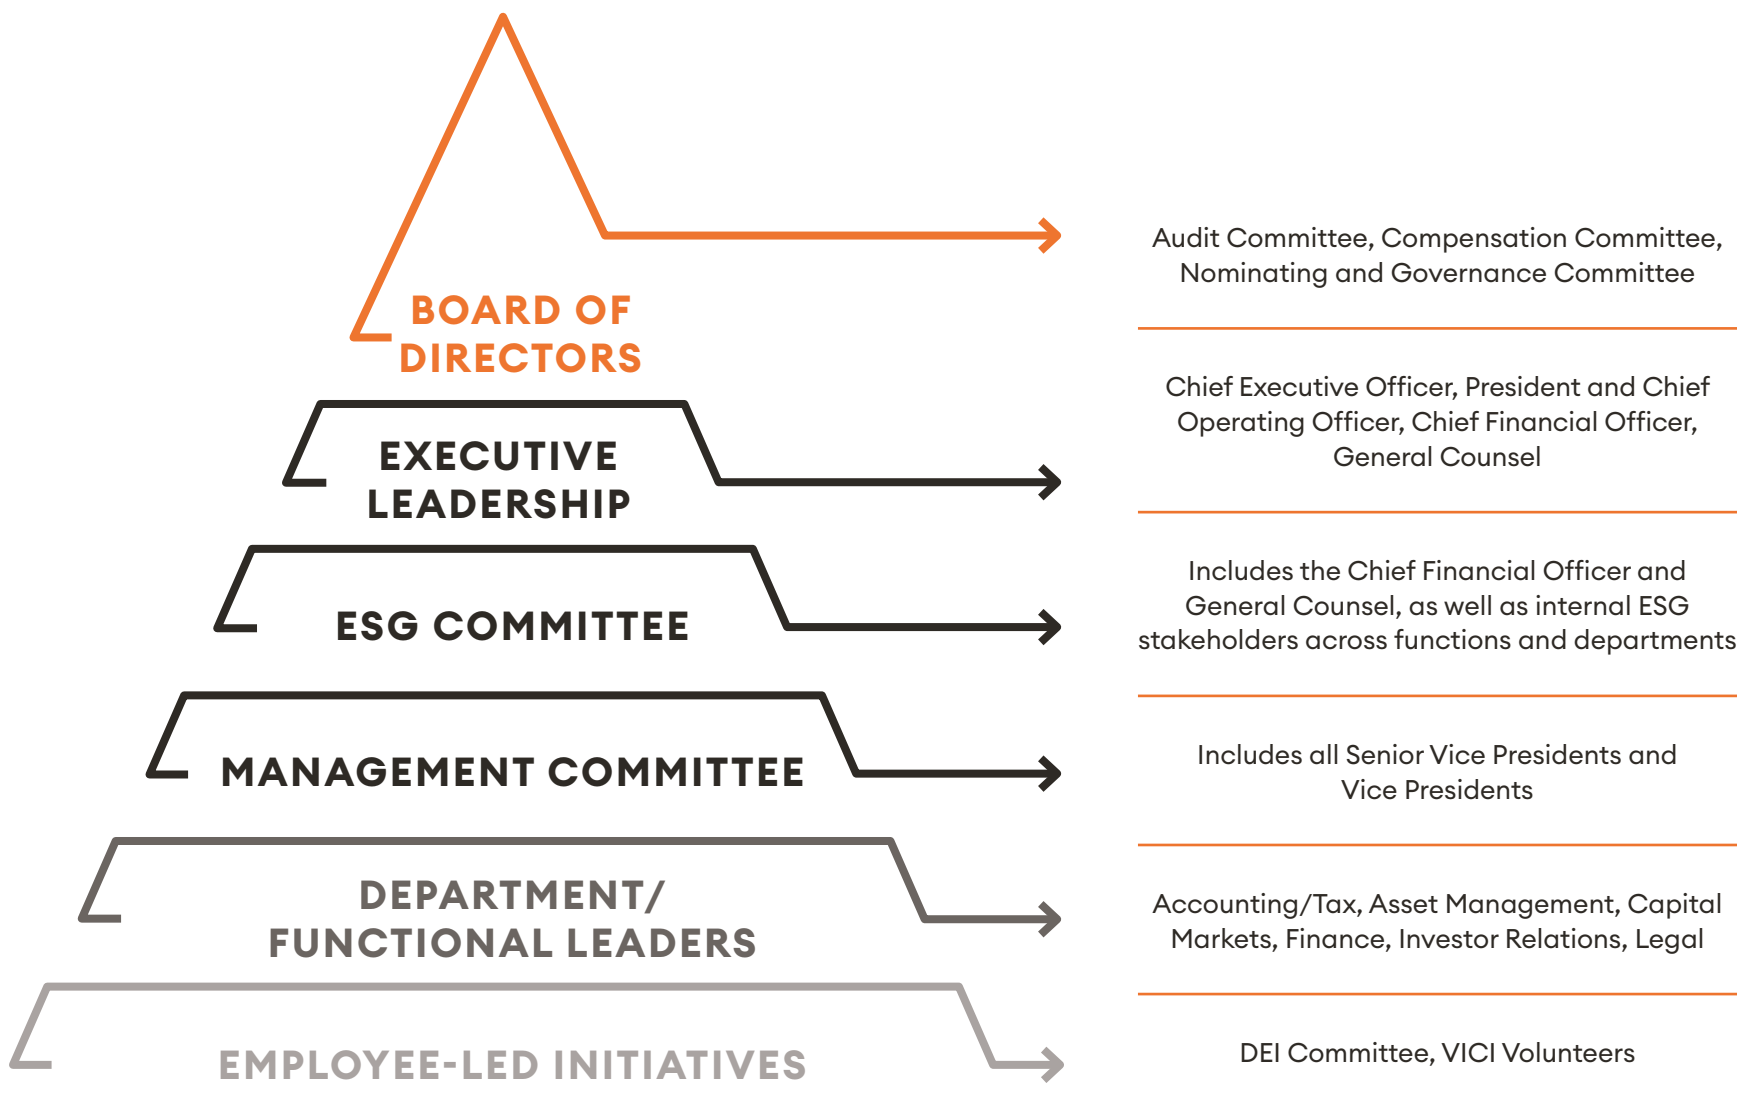 BOARD OF
DIRECTORS
Audit Committee, Compensation Committee,
Nominating and Governance Committee
EXECUTIVE
LEADERSHIP
Chief Executive Officer, President and Chief
Operating Officer, Chief Financial Officer,
General Counsel
ESG COMMITTEE
Includes the Chief Financial Officer and
General Counsel, as well as internal ESG
stakeholders across functions and departments
MANAGEMENT COMMITTEE
Includes all Senior Vice Presidents and
Vice Presidents
DEPARTMENT/
FUNCTIONAL LEADERS
Accounting/Tax, Asset Management, Capital
Markets, Finance, Investor Relations, Legal
EMPLOYEE-LED INITIATIVES
DEI Committee, VICI Volunteers